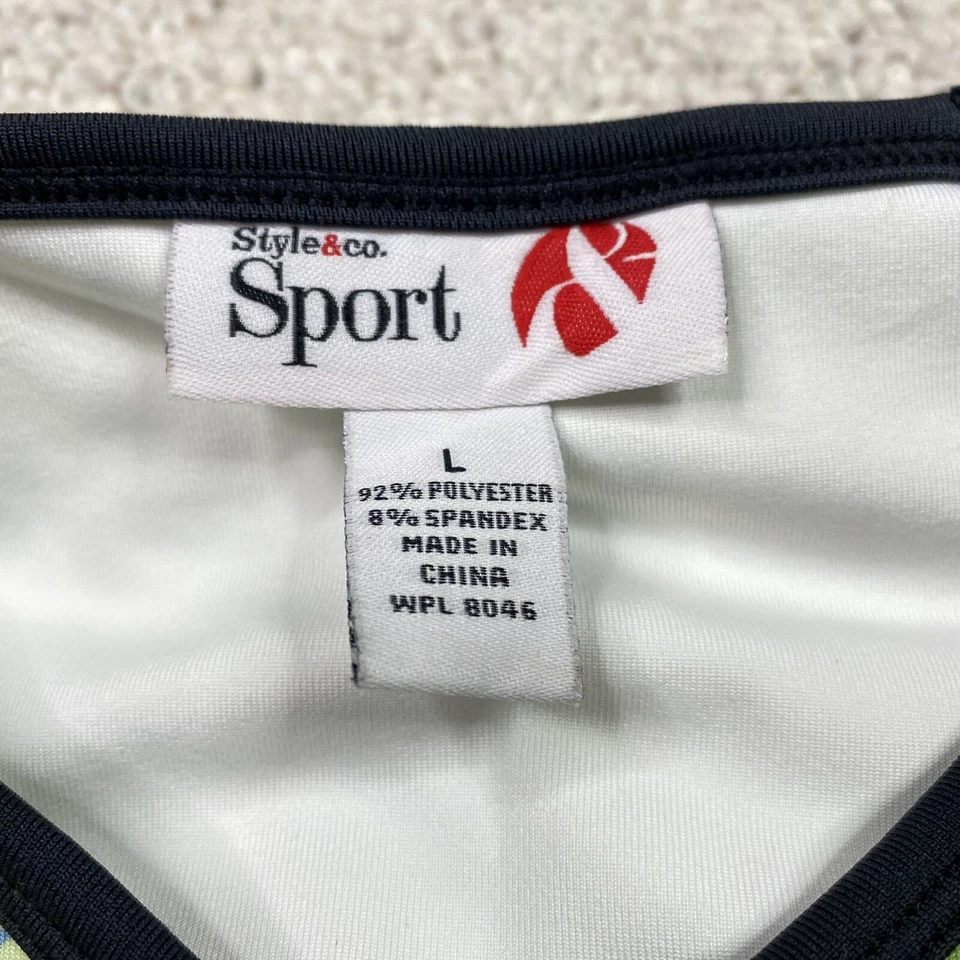 Style&co.
Sport
L
92% POLYESTER
8% SPANDEX
MADE IN
CHINA
WPL 8046